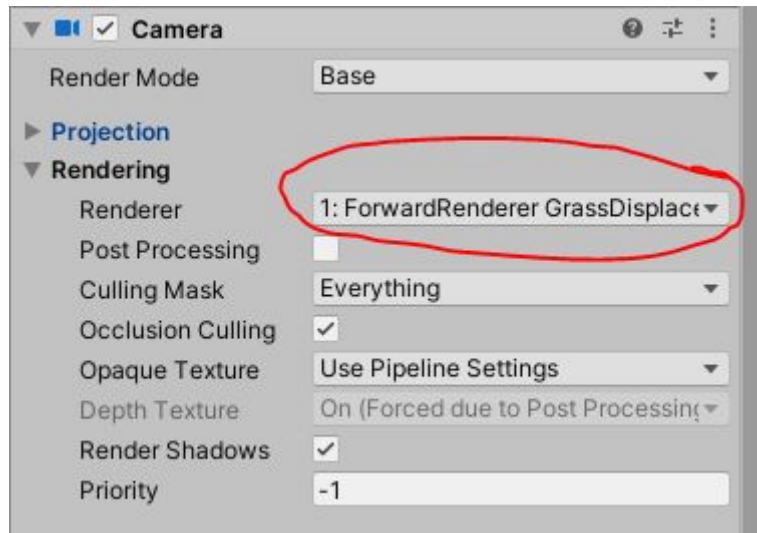 Camera
Render Mode Base
Projection
Rendering
Renderer 1: ForwardRenderer GrassDisplace
Post Processing
Culling Mask Everything
Occlusion Culling
Opaque Texture Use Pipeline Settings
Depth Texture On (Forced due to Post Processing
Render Shadows
Priority -1